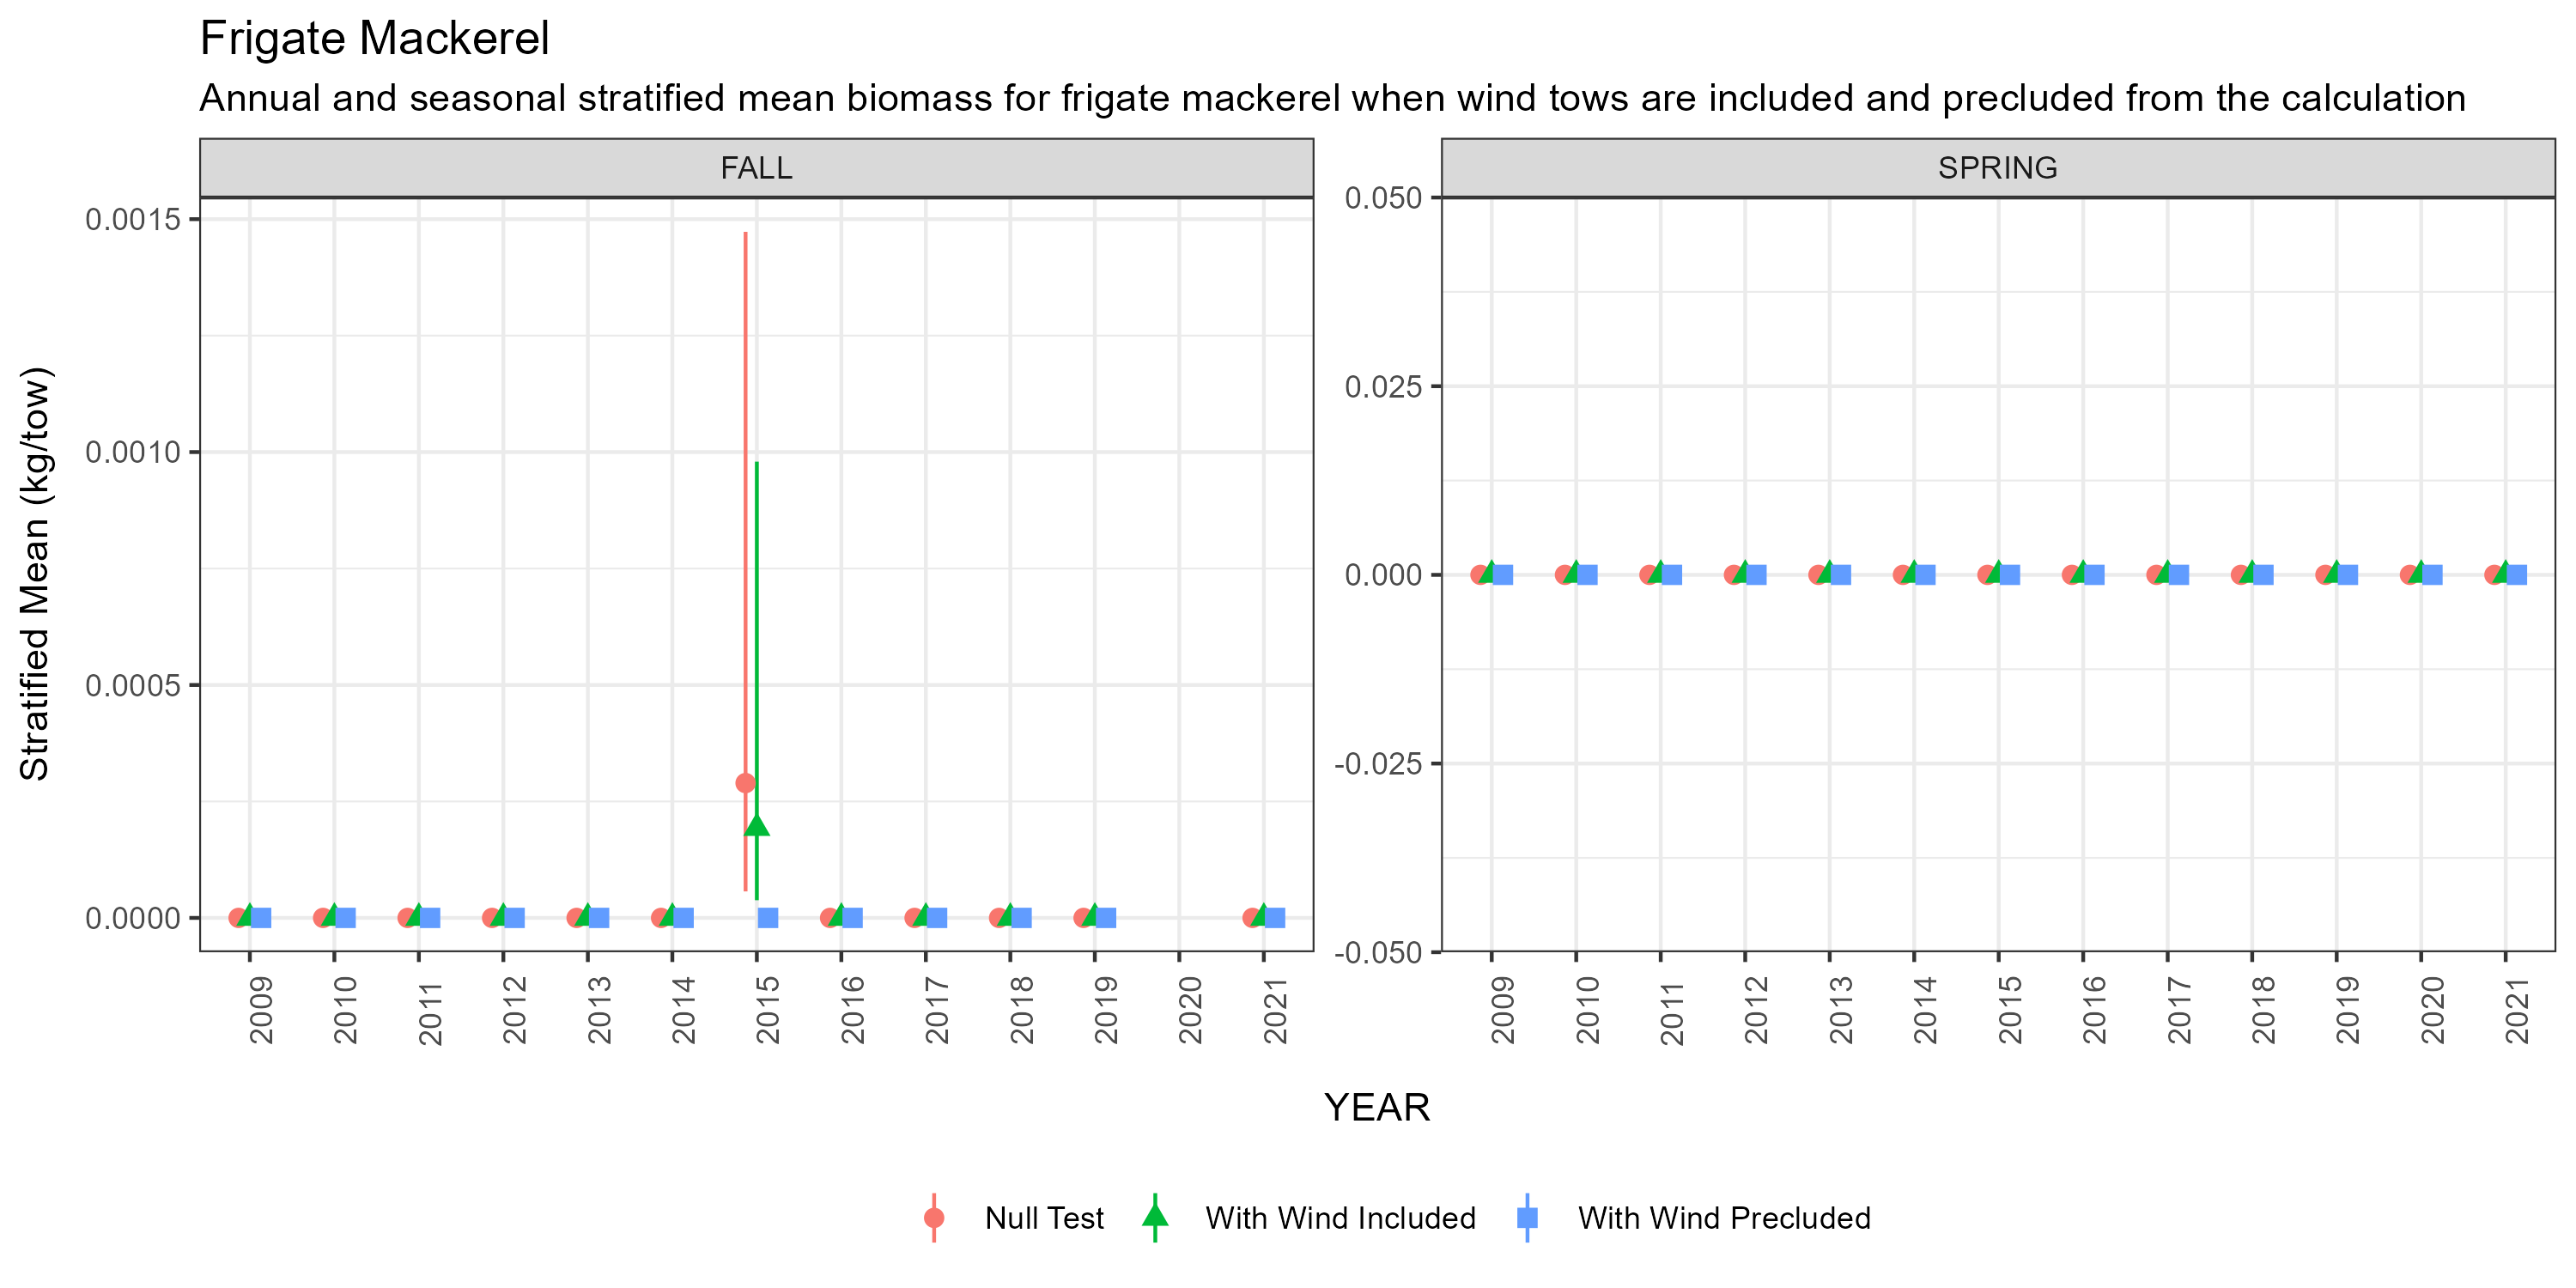 Frigate Mackerel
Annual and seasonal stratified mean biomass for frigate mackerel when wind tows are included and precluded from the calculation
FALL
SPRING
Stratified Mean (kg/tow)
0.0015
0.0010
0.0005
0.0000
0.050
0.025
0.000
-0.025
-0.050
2009 2010 2011 2012 2013 2014 2015 2016 2017 2018 2019 2020 2021
2009 2010 2011 2012 2013 2014 2015 2016 2017 2018 2019 2020 2021
YEAR
Null Test With Wind Included With Wind Precluded